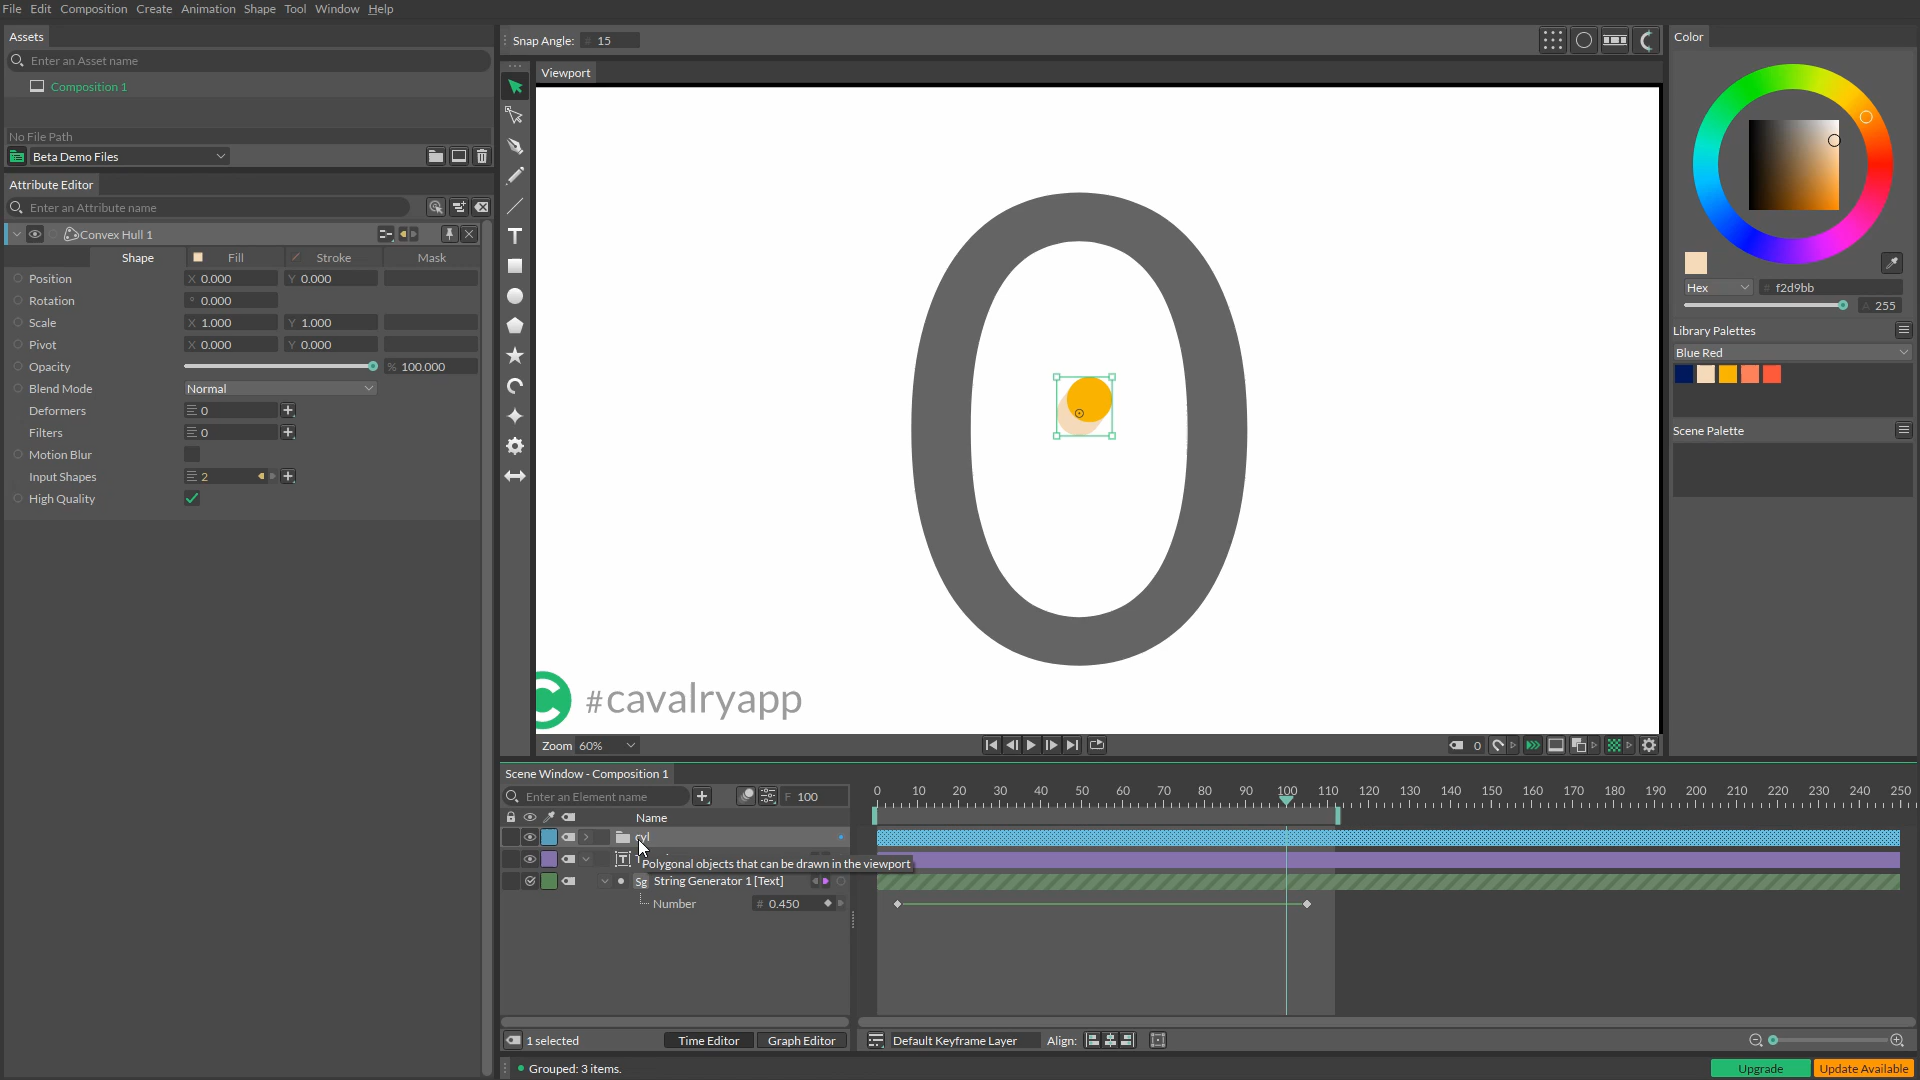 File Edit Composition Create Animation Shape Tool Window Help
Assets
Enter an Asset name
Composition 1
No File Path
Beta Demo Files
Attribute Editor
Enter an Attribute name
Convex Hull 1
Shape Fill Stroke Mask
Position X 0.000 Y 0.000
Rotation ° 0.000
Scale X 1.000 Y 1.000
Pivot X 0.000 Y 0.000
Opacity % 100.000
Blend Mode Normal
Deformers 0
Filters 0
Motion Blur
Input Shapes 2
High Quality
Snap Angle: 15
Viewport
0
#cavalryapp
Zoom 60%
0
Color
Hex # f2d9bb
A 255
Library Palettes
Blue Red
Scene Palette
Scene Window - Composition 1
Enter an Element name
F 100
0 10 20 30 40 50 60 70 80 90 100 110 120 130 140 150 160 170 180 190 200 210 220 230 240 250
Name
cyl
Polygonal objects that can be drawn in the viewport
Sg String Generator 1 [Text]
Number # 0.450
1 selected
Time Editor Graph Editor
Default Keyframe Layer Align:
Grouped: 3 items.
Upgrade Update Available